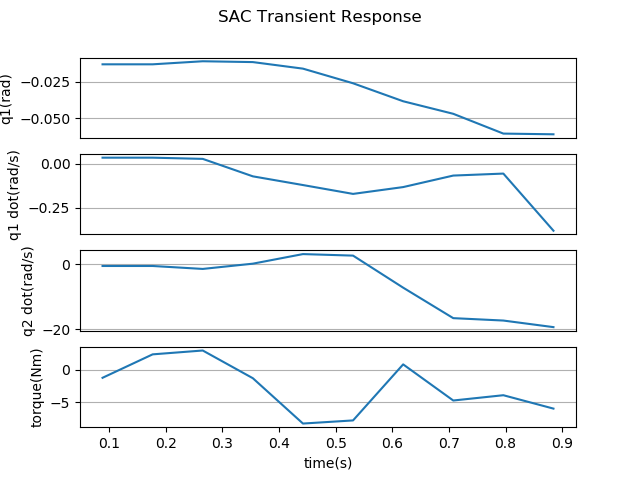 SAC Transient Response
q1(rad)
−0.025
−0.050
q1 dot(rad/s)
0.00
−0.25
q2 dot(rad/s)
0
−20
torque(Nm)
0
−5
0.1 0.2 0.3 0.4 0.5 0.6 0.7 0.8 0.9
time(s)